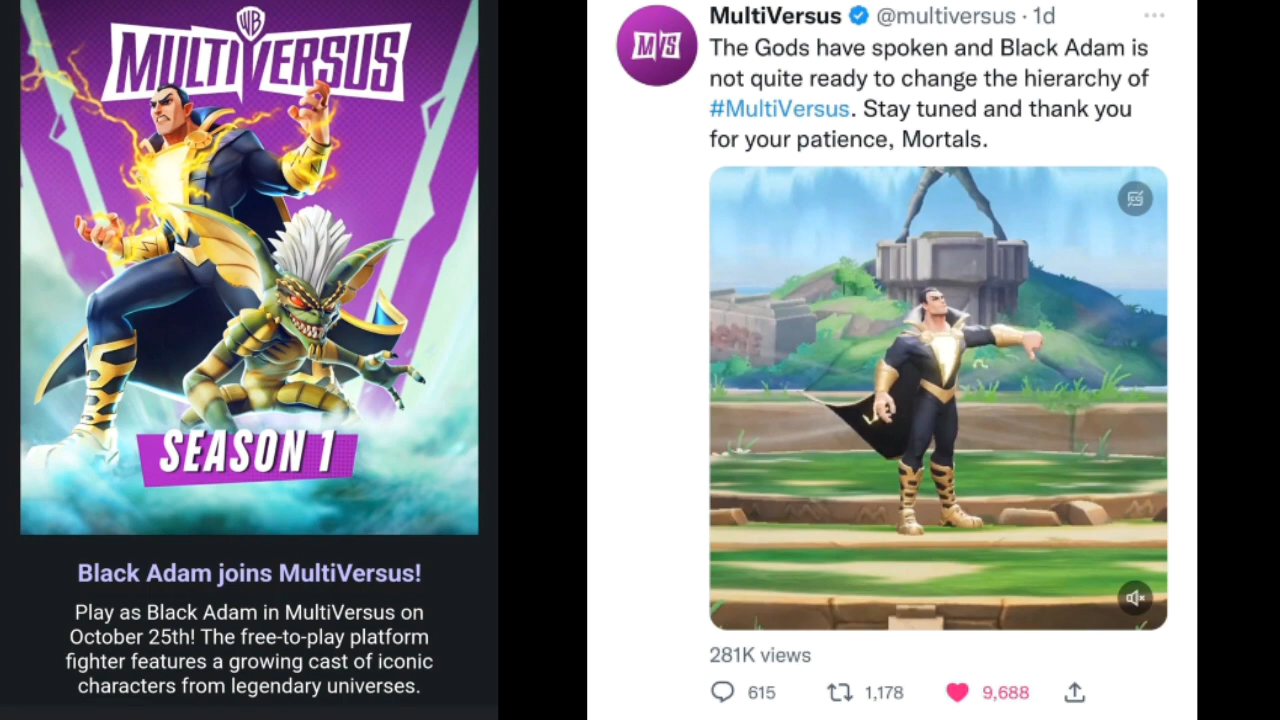 WB
MULTIVERSUS
SEASON 1
Black Adam joins MultiVersus!
Play as Black Adam in MultiVersus on
October 25th! The free-to-play platform
fighter features a growing cast of iconic
characters from legendary universes.
MVS
MultiVersus @multiversus · 1d
The Gods have spoken and Black Adam is
not quite ready to change the hierarchy of
#MultiVersus. Stay tuned and thank you
for your patience, Mortals.
281K views
615 1,178 9,688